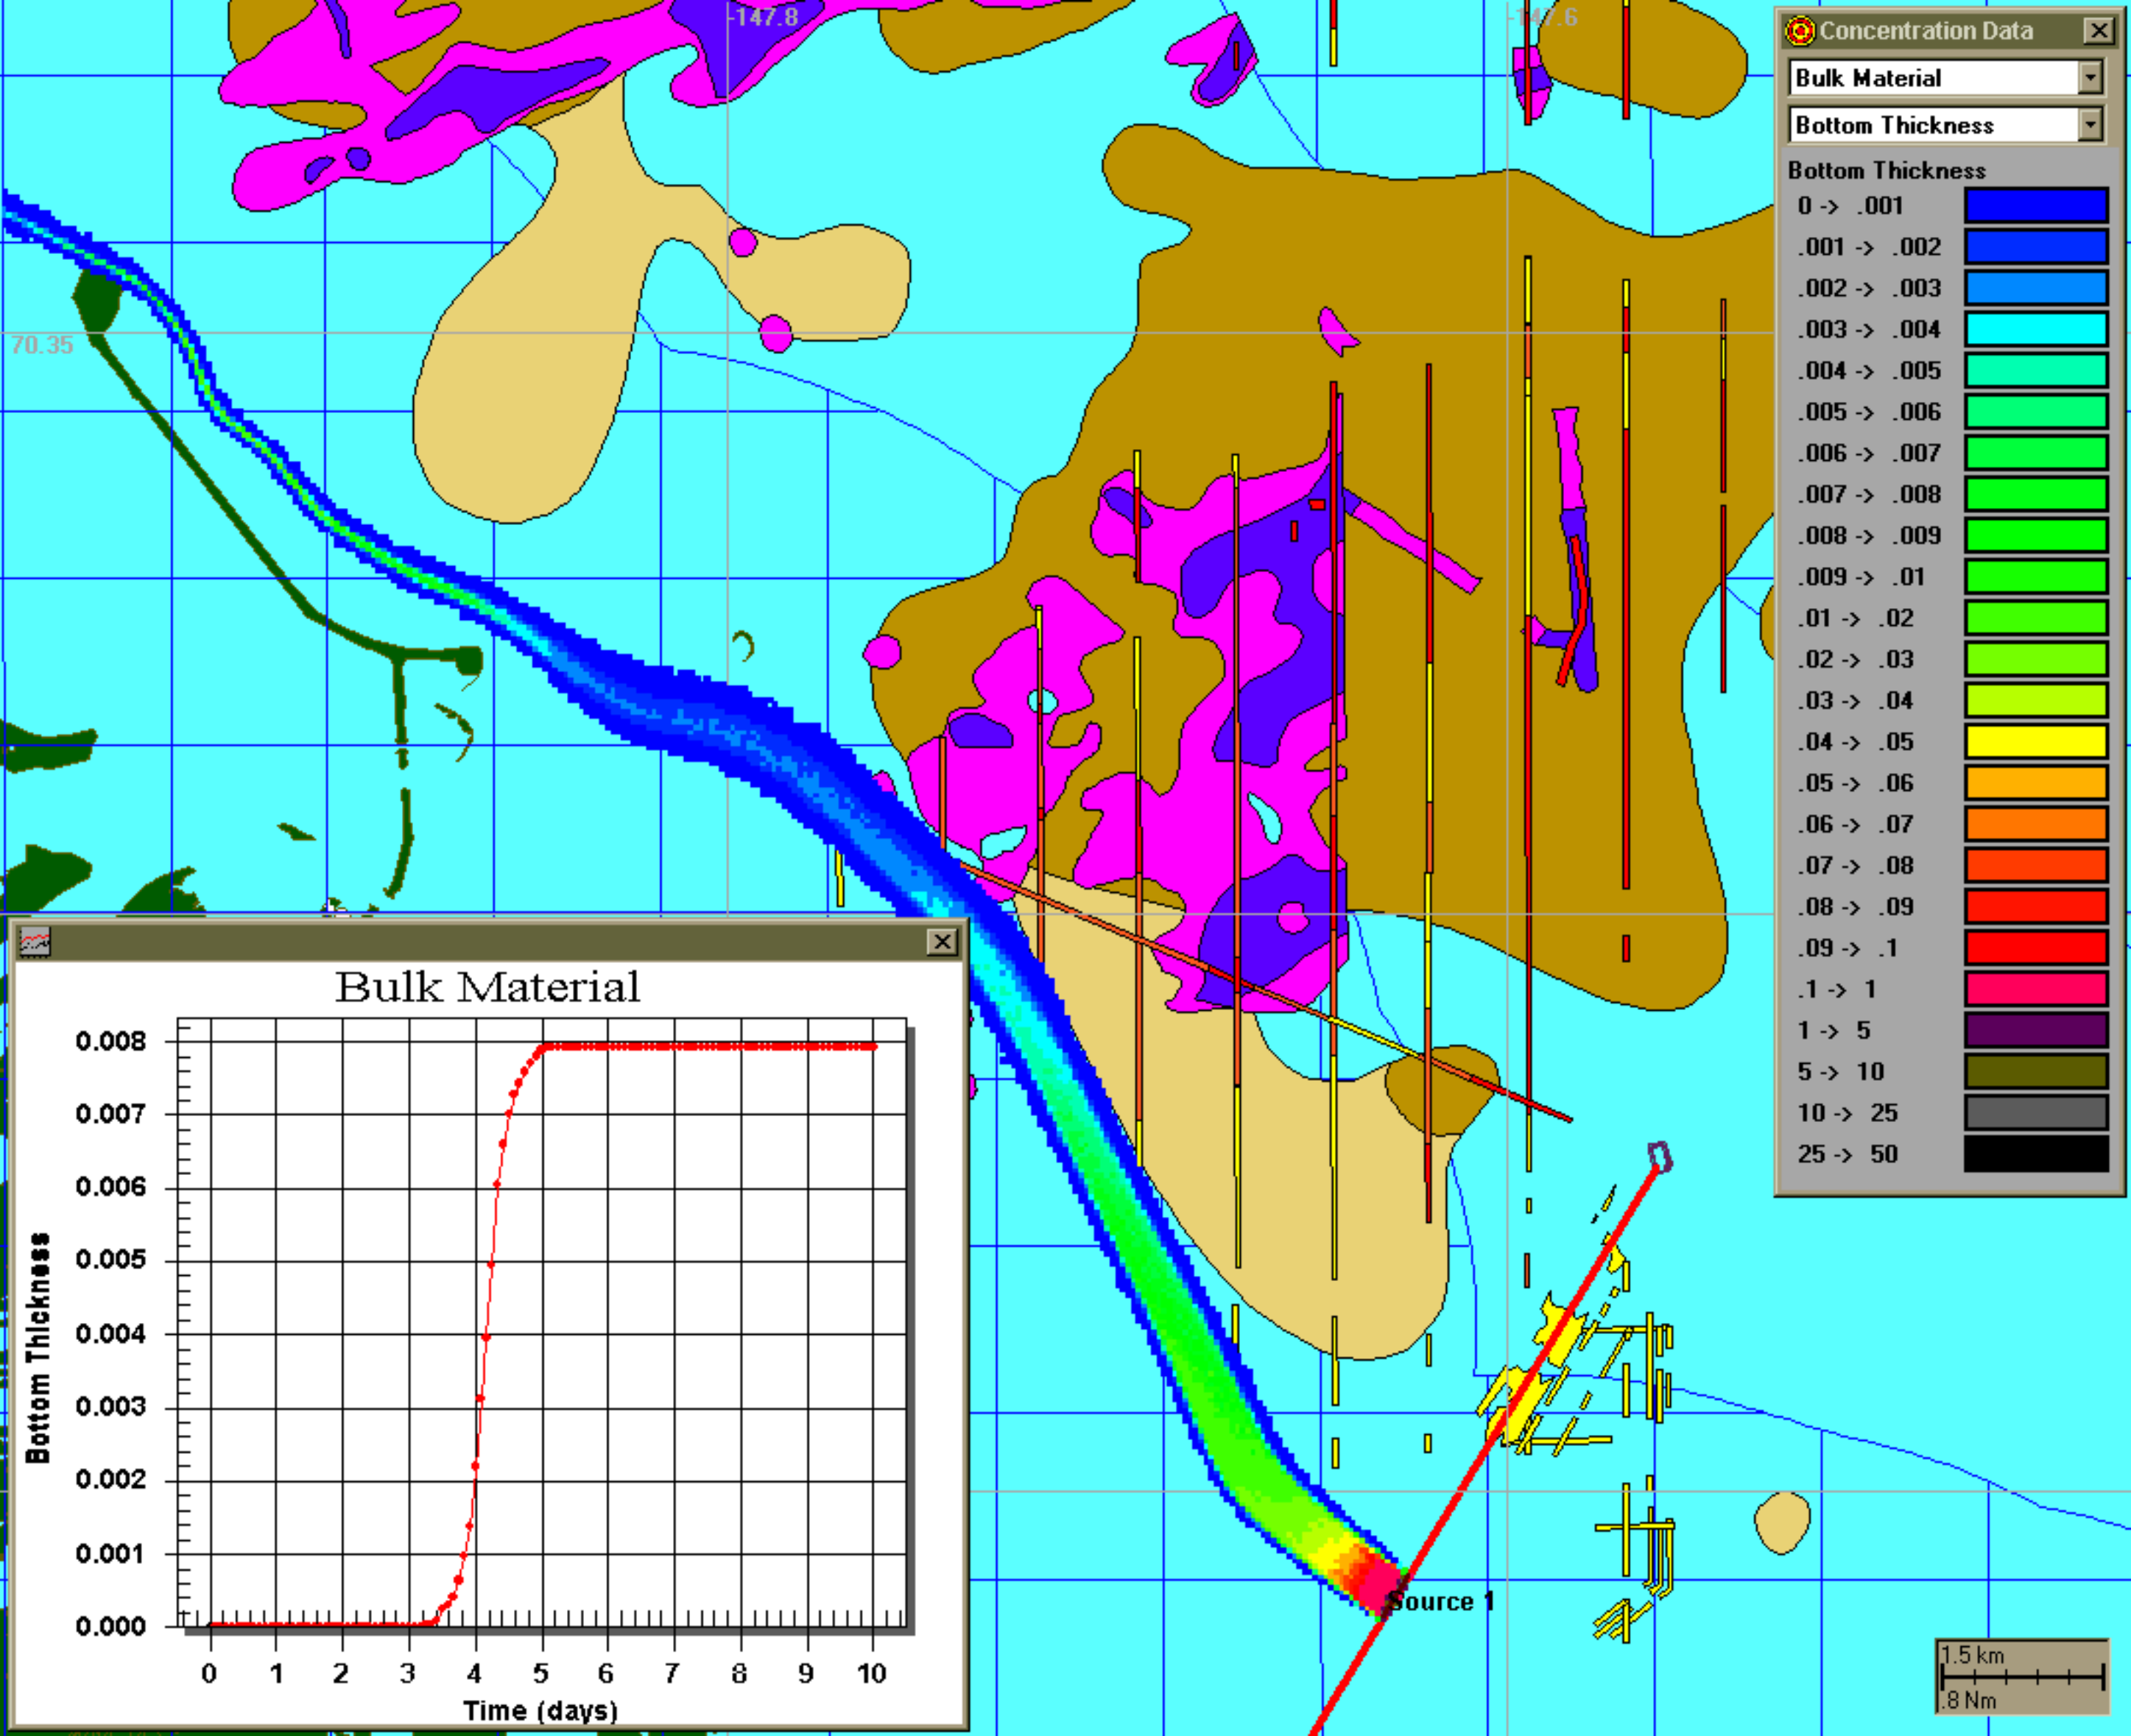 -147.8
-147.6
70.35
Concentration Data
Bulk Material
Bottom Thickness
Bottom Thickness
0 -> .001
.001 -> .002
.002 -> .003
.003 -> .004
.004 -> .005
.005 -> .006
.006 -> .007
.007 -> .008
.008 -> .009
.009 -> .01
.01 -> .02
.02 -> .03
.03 -> .04
.04 -> .05
.05 -> .06
.06 -> .07
.07 -> .08
.08 -> .09
.09 -> .1
.1 -> 1
1 -> 5
5 -> 10
10 -> 25
25 -> 50
Bulk Material
0.008
0.007
0.006
0.005
0.004
0.003
0.002
0.001
0.000
Bottom Thickness
0 1 2 3 4 5 6 7 8 9 10
Time (days)
Source 1
1.5 km
.8 Nm